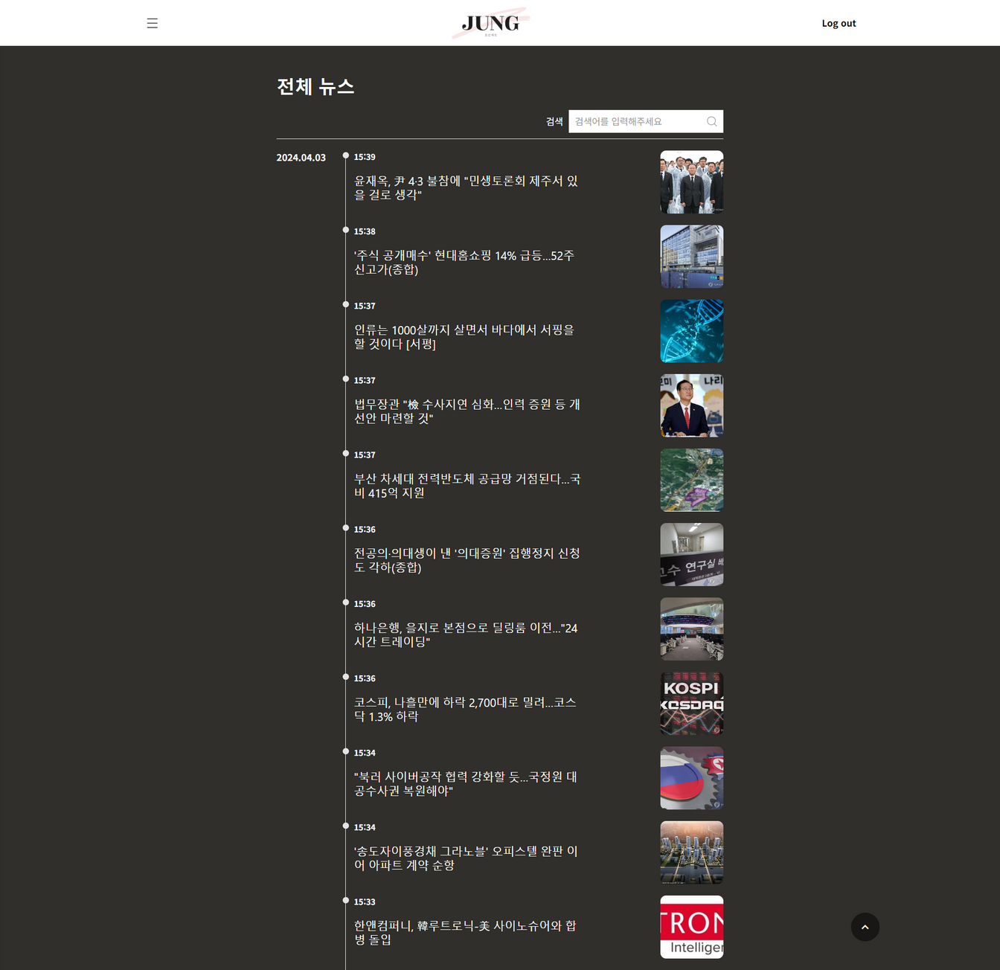 JUNG
Log out
전체 뉴스
검색 검색어를 입력해주세요
2024.04.03
15:39
윤재옥, 尹 4·3 불참에 "민생토론회 제주서 있
을 걸로 생각"
15:38
'주식 공개매수' 현대홈쇼핑 14% 급등…52주
신고가(종합)
15:37
인류는 1000살까지 살면서 바다에서 서핑을
할 것이다 [서평]
15:37
법무장관 "檢 수사지연 심화…인력 증원 등 개
선안 마련할 것"
나리
15:37
부산 차세대 전력반도체 공급망 거점된다…국
비 415억 지원
15:36
전공의·의대생이 낸 '의대증원' 집행정지 신청
도 각하(종합)
연구실
15:36
하나은행, 을지로 본점으로 딜링룸 이전…"24
시간 트레이딩"
15:36
코스피, 나흘만에 하락 2,700대로 밀려…코스
닥 1.3% 하락
KOSPI
KOSDAQ
15:34
"북러 사이버공작 협력 강화할 듯…국정원 대
공수사권 복원해야"
15:34
'송도자이풍경채 그라노블' 오피스텔 완판 이
어 아파트 계약 순항
15:33
한앤컴퍼니, 韓루트로닉-美 사이노슈어와 합
병 돌입
TRON
Intelliger